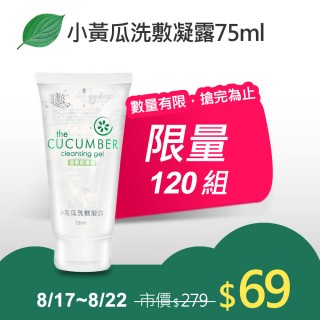 小黃瓜洗敷凝露75ml
數量有限，搶完為止
限量
120組
the
CUCUMBER
cleansing gel
小黃瓜洗敷凝露
75ml
8/17~8/22 市價$279 $69